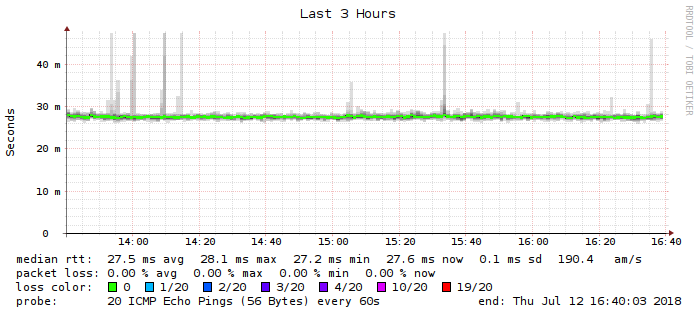 Last 3 Hours
RRDTOOL / TOBI OETIKER
Seconds
40 m
30 m
20 m
10 m
0
14:00 14:20 14:40 15:00 15:20 15:40 16:00 16:20 16:40
median rtt: 27.5 ms avg 28.1 ms max 27.2 ms min 27.6 ms now 0.1 ms sd 190.4 am/s
packet loss: 0.00 % avg 0.00 % max 0.00 % min 0.00 % now
loss color: 0 1/20 2/20 3/20 4/20 10/20 19/20
probe: 20 ICMP Echo Pings (56 Bytes) every 60s end: Thu Jul 12 16:40:03 2018